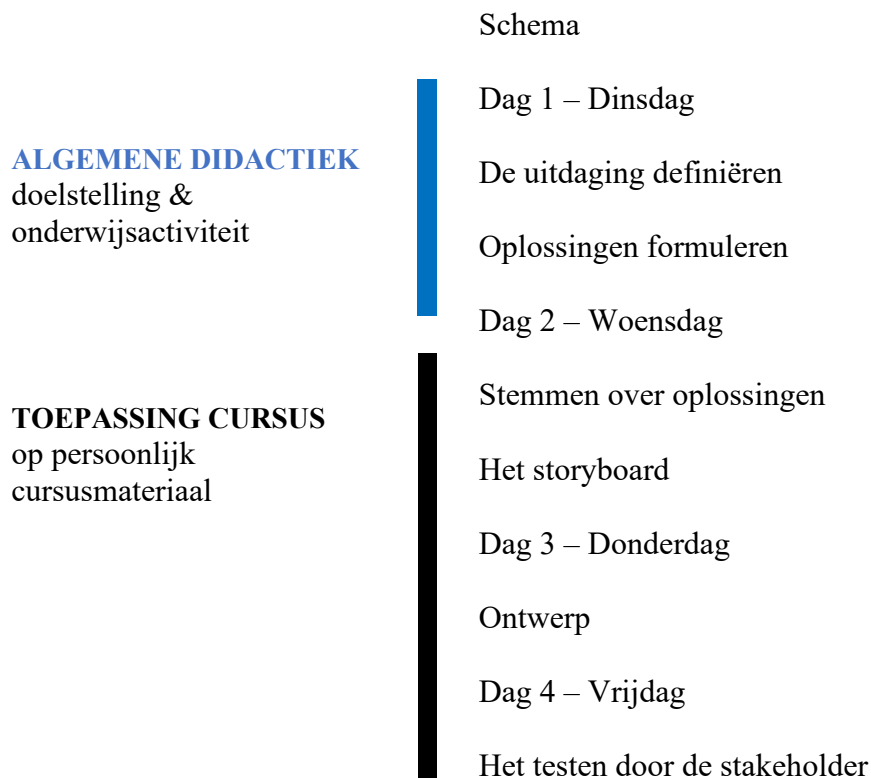 Schema
Dag 1 – Dinsdag
ALGEMENE DIDACTIEK
doelstelling &
onderwijsactiviteit
De uitdaging definiëren
Oplossingen formuleren
Dag 2 – Woensdag
TOEPASSING CURSUS
op persoonlijk
cursusmateriaal
Stemmen over oplossingen
Het storyboard
Dag 3 – Donderdag
Ontwerp
Dag 4 – Vrijdag
Het testen door de stakeholder